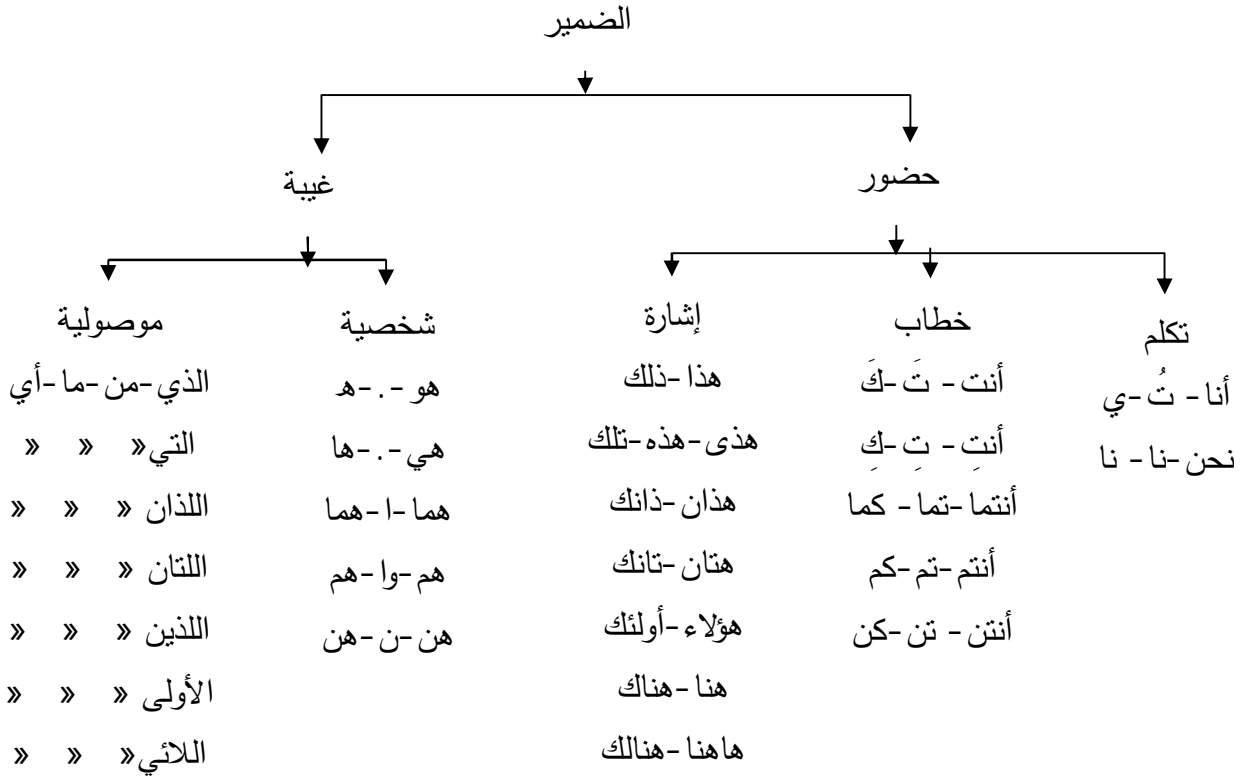 الضمير
حضور
غيبة
تكلم
أنا - تُ -ي
نحن -نا - نا
خطاب
أنت - تَ -كَ
أنتِ - تِ -كِ
أنتما -تما - كما
أنتم -تم -كم
أنتن - تن -كن
إشارة
هذا -ذلك
هذى -هذه -تلك
هذان -ذانك
هتان -تانك
هؤلاء -أولئك
هنا -هناك
هاهنا -هنالك
شخصية
هو -.-هـ
هي -.-ها
هما -ا -هما
هم -وا -هم
هن -ن -هن
موصولية
الذي -من -ما -أي
التي » » »
اللذان » » »
اللتان » » »
اللذين » » »
الأولى » » »
اللائي » » »